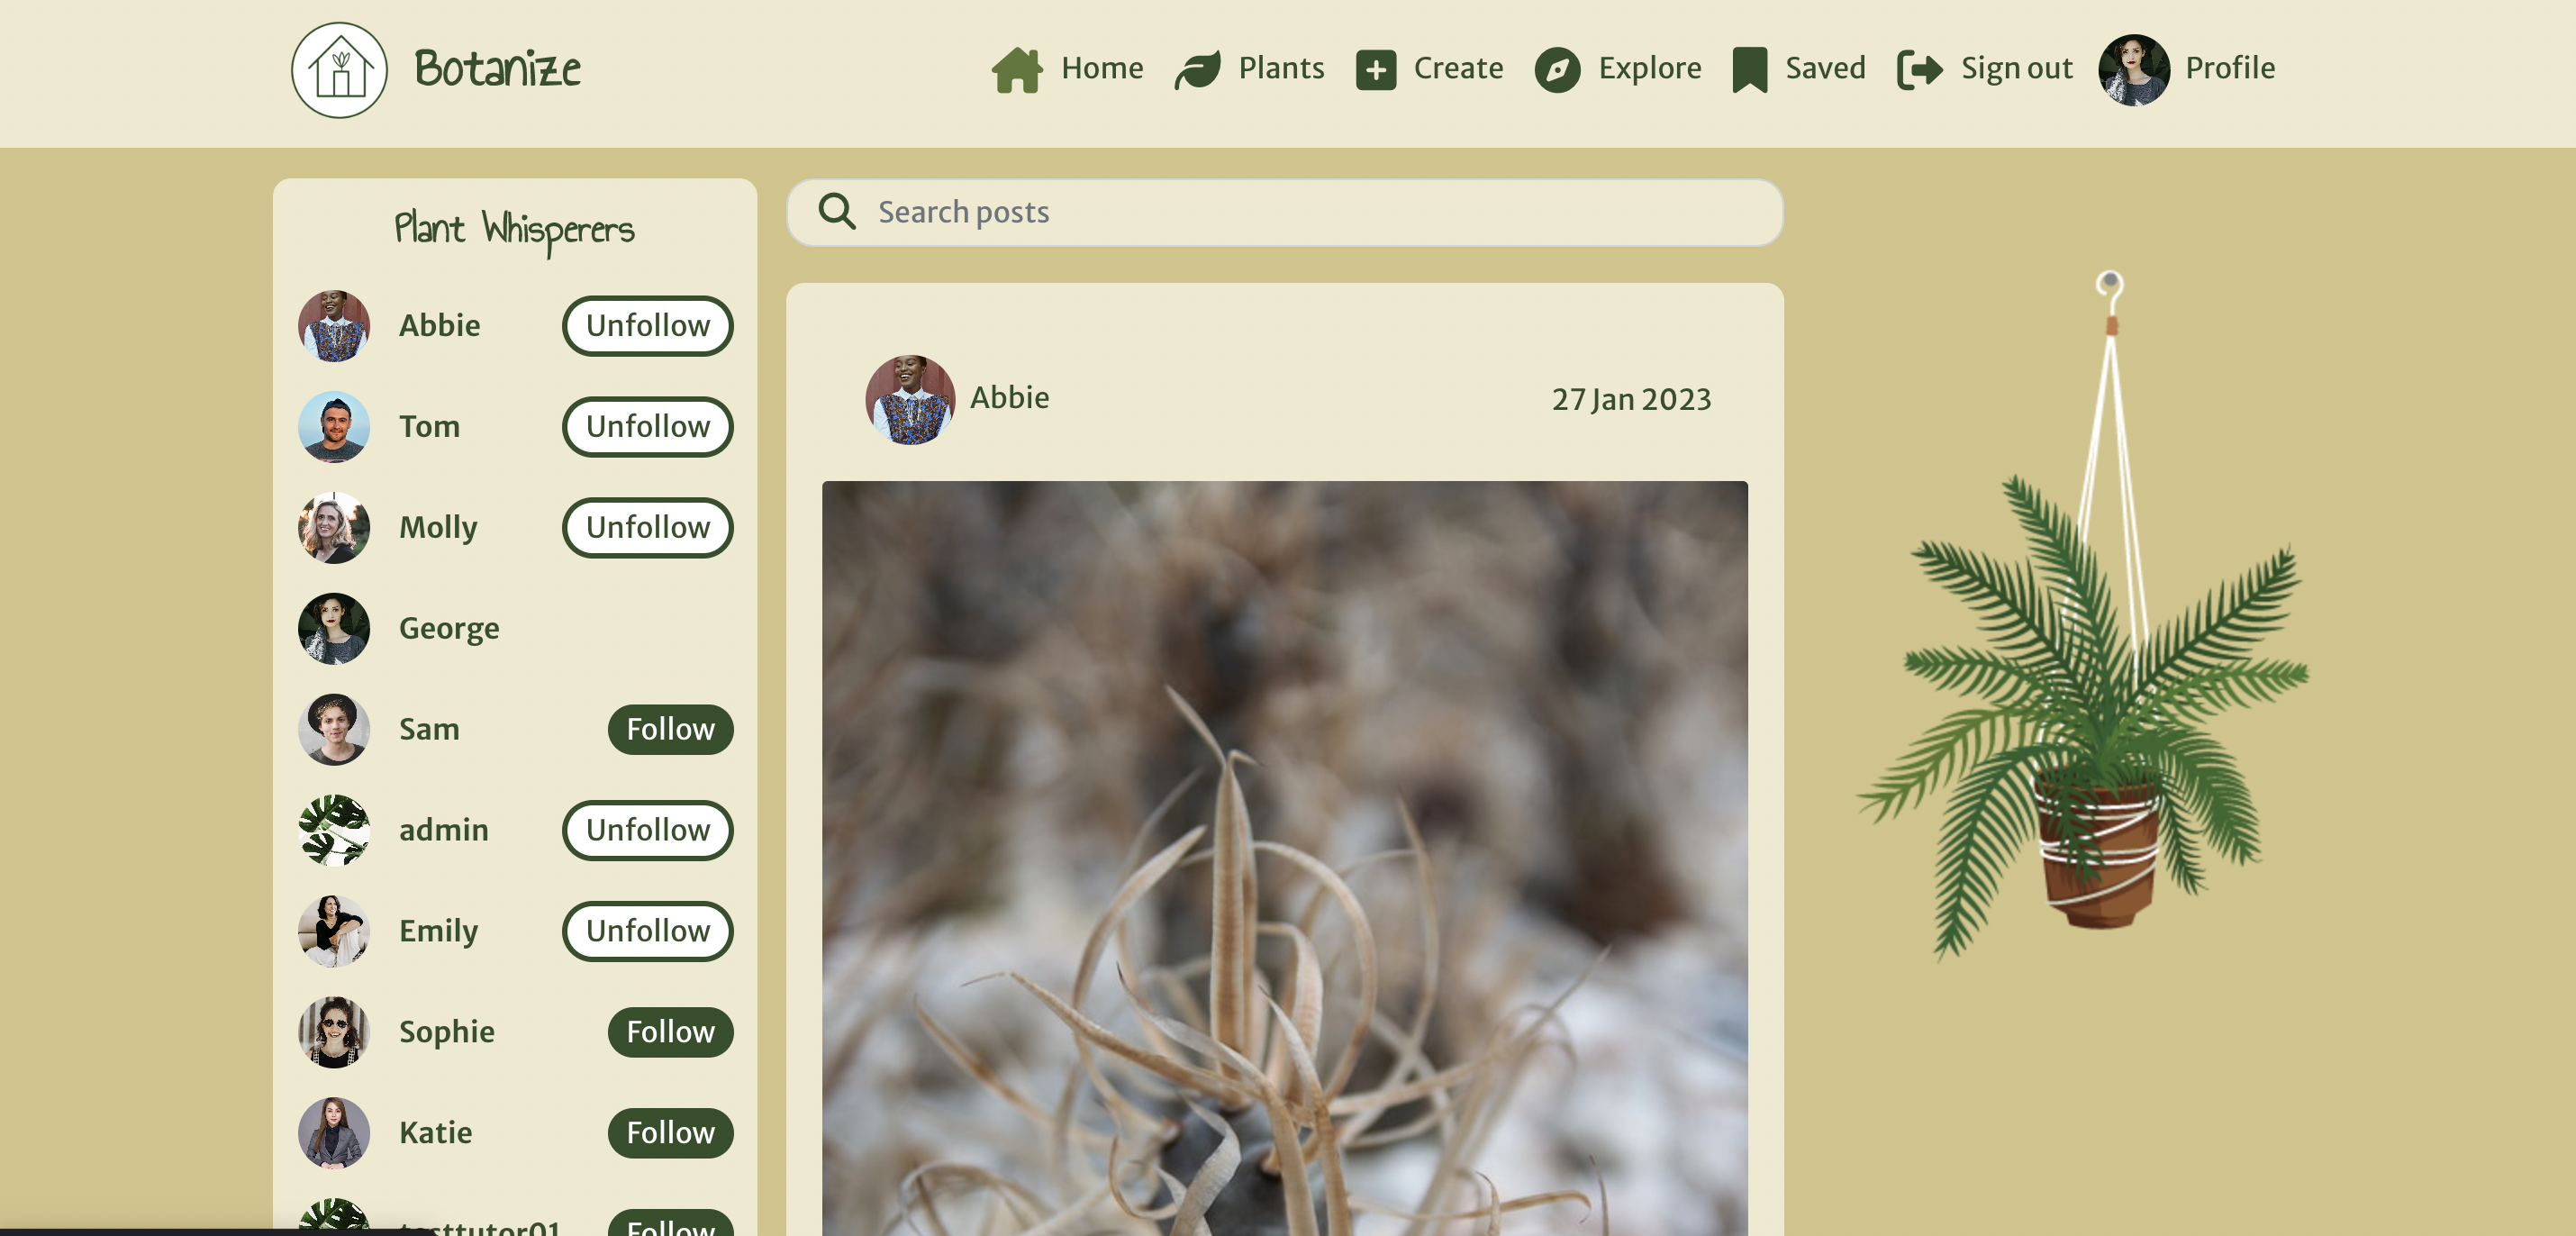 Botanize
Home Plants Create Explore Saved Sign out Profile
Plant Whisperers
Abbie Unfollow
Tom Unfollow
Molly Unfollow
George
Sam Follow
admin Unfollow
Emily Unfollow
Sophie Follow
Katie Follow
Follow
Search posts
Abbie 27 Jan 2023